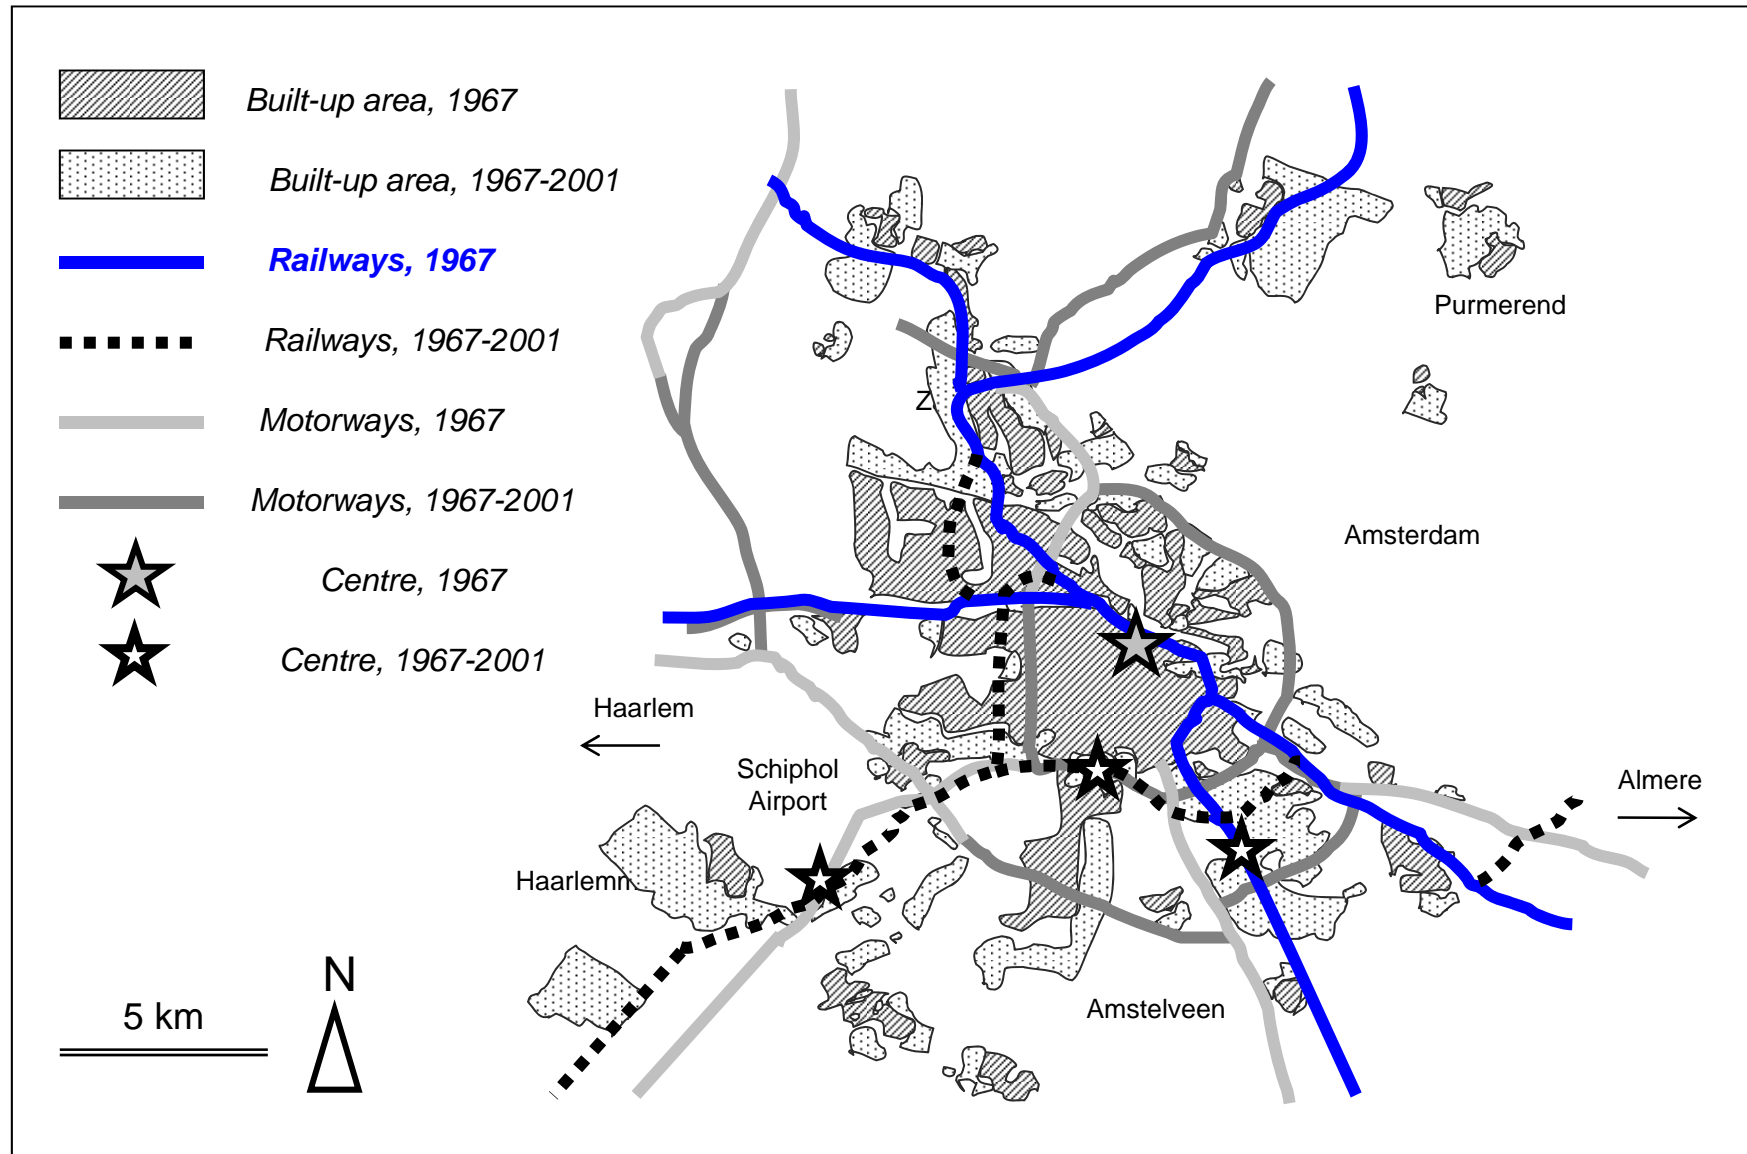 Built-up area, 1967
Built-up area, 1967-2001
Railways, 1967
Railways, 1967-2001
Motorways, 1967
Motorways, 1967-2001
Centre, 1967
Centre, 1967-2001
Purmerend
Z
Amsterdam
Haarlem
Schiphol
Airport
Almere
Haarlemm
Amstelveen
N
5 km